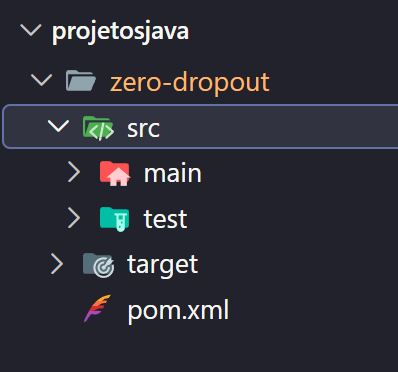 projetosjava
zero-dropout
src
main
test
target
pom.xml